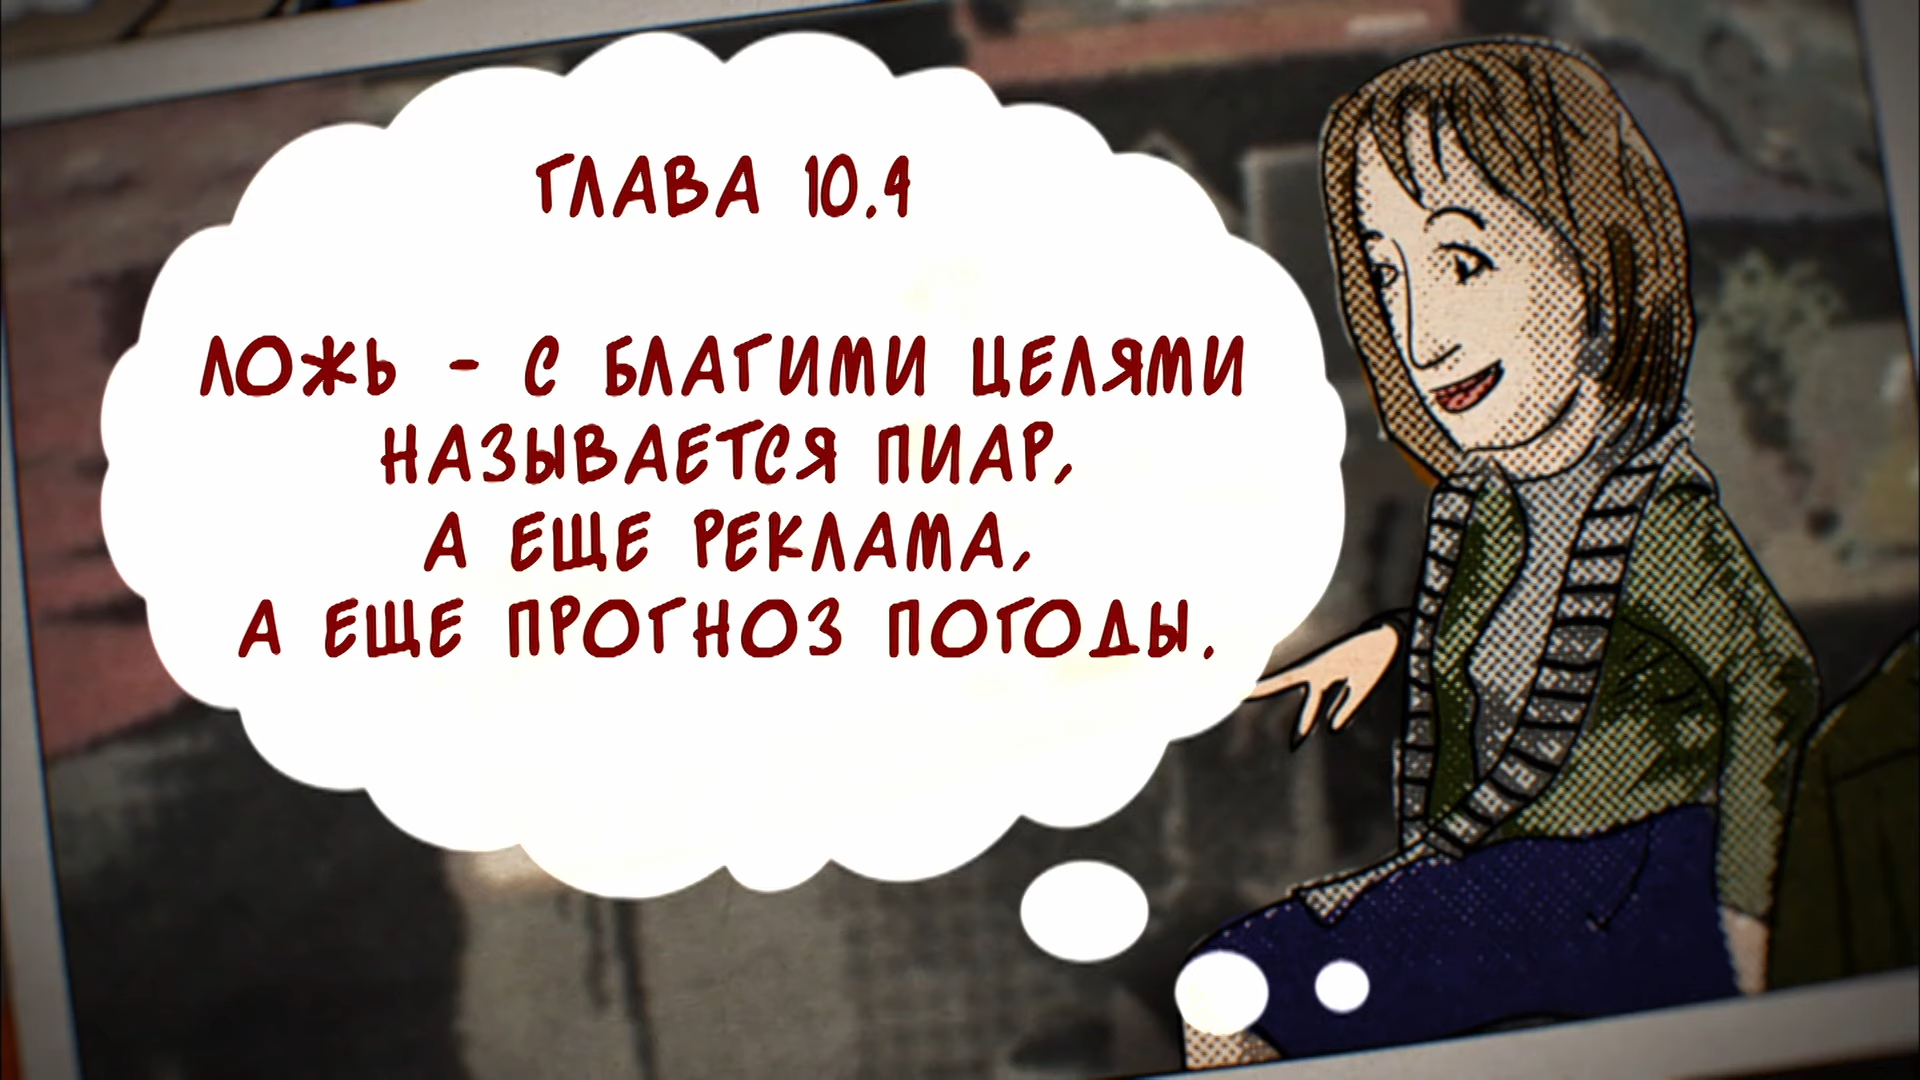 ГЛАВА 10.4
ЛОЖЬ - С БЛАГИМИ ЦЕЛЯМИ
НАЗЫВАЕТСЯ ПИАР,
А ЕЩЕ РЕКЛАМА,
А ЕЩЕ ПРОГНОЗ ПОГОДЫ.